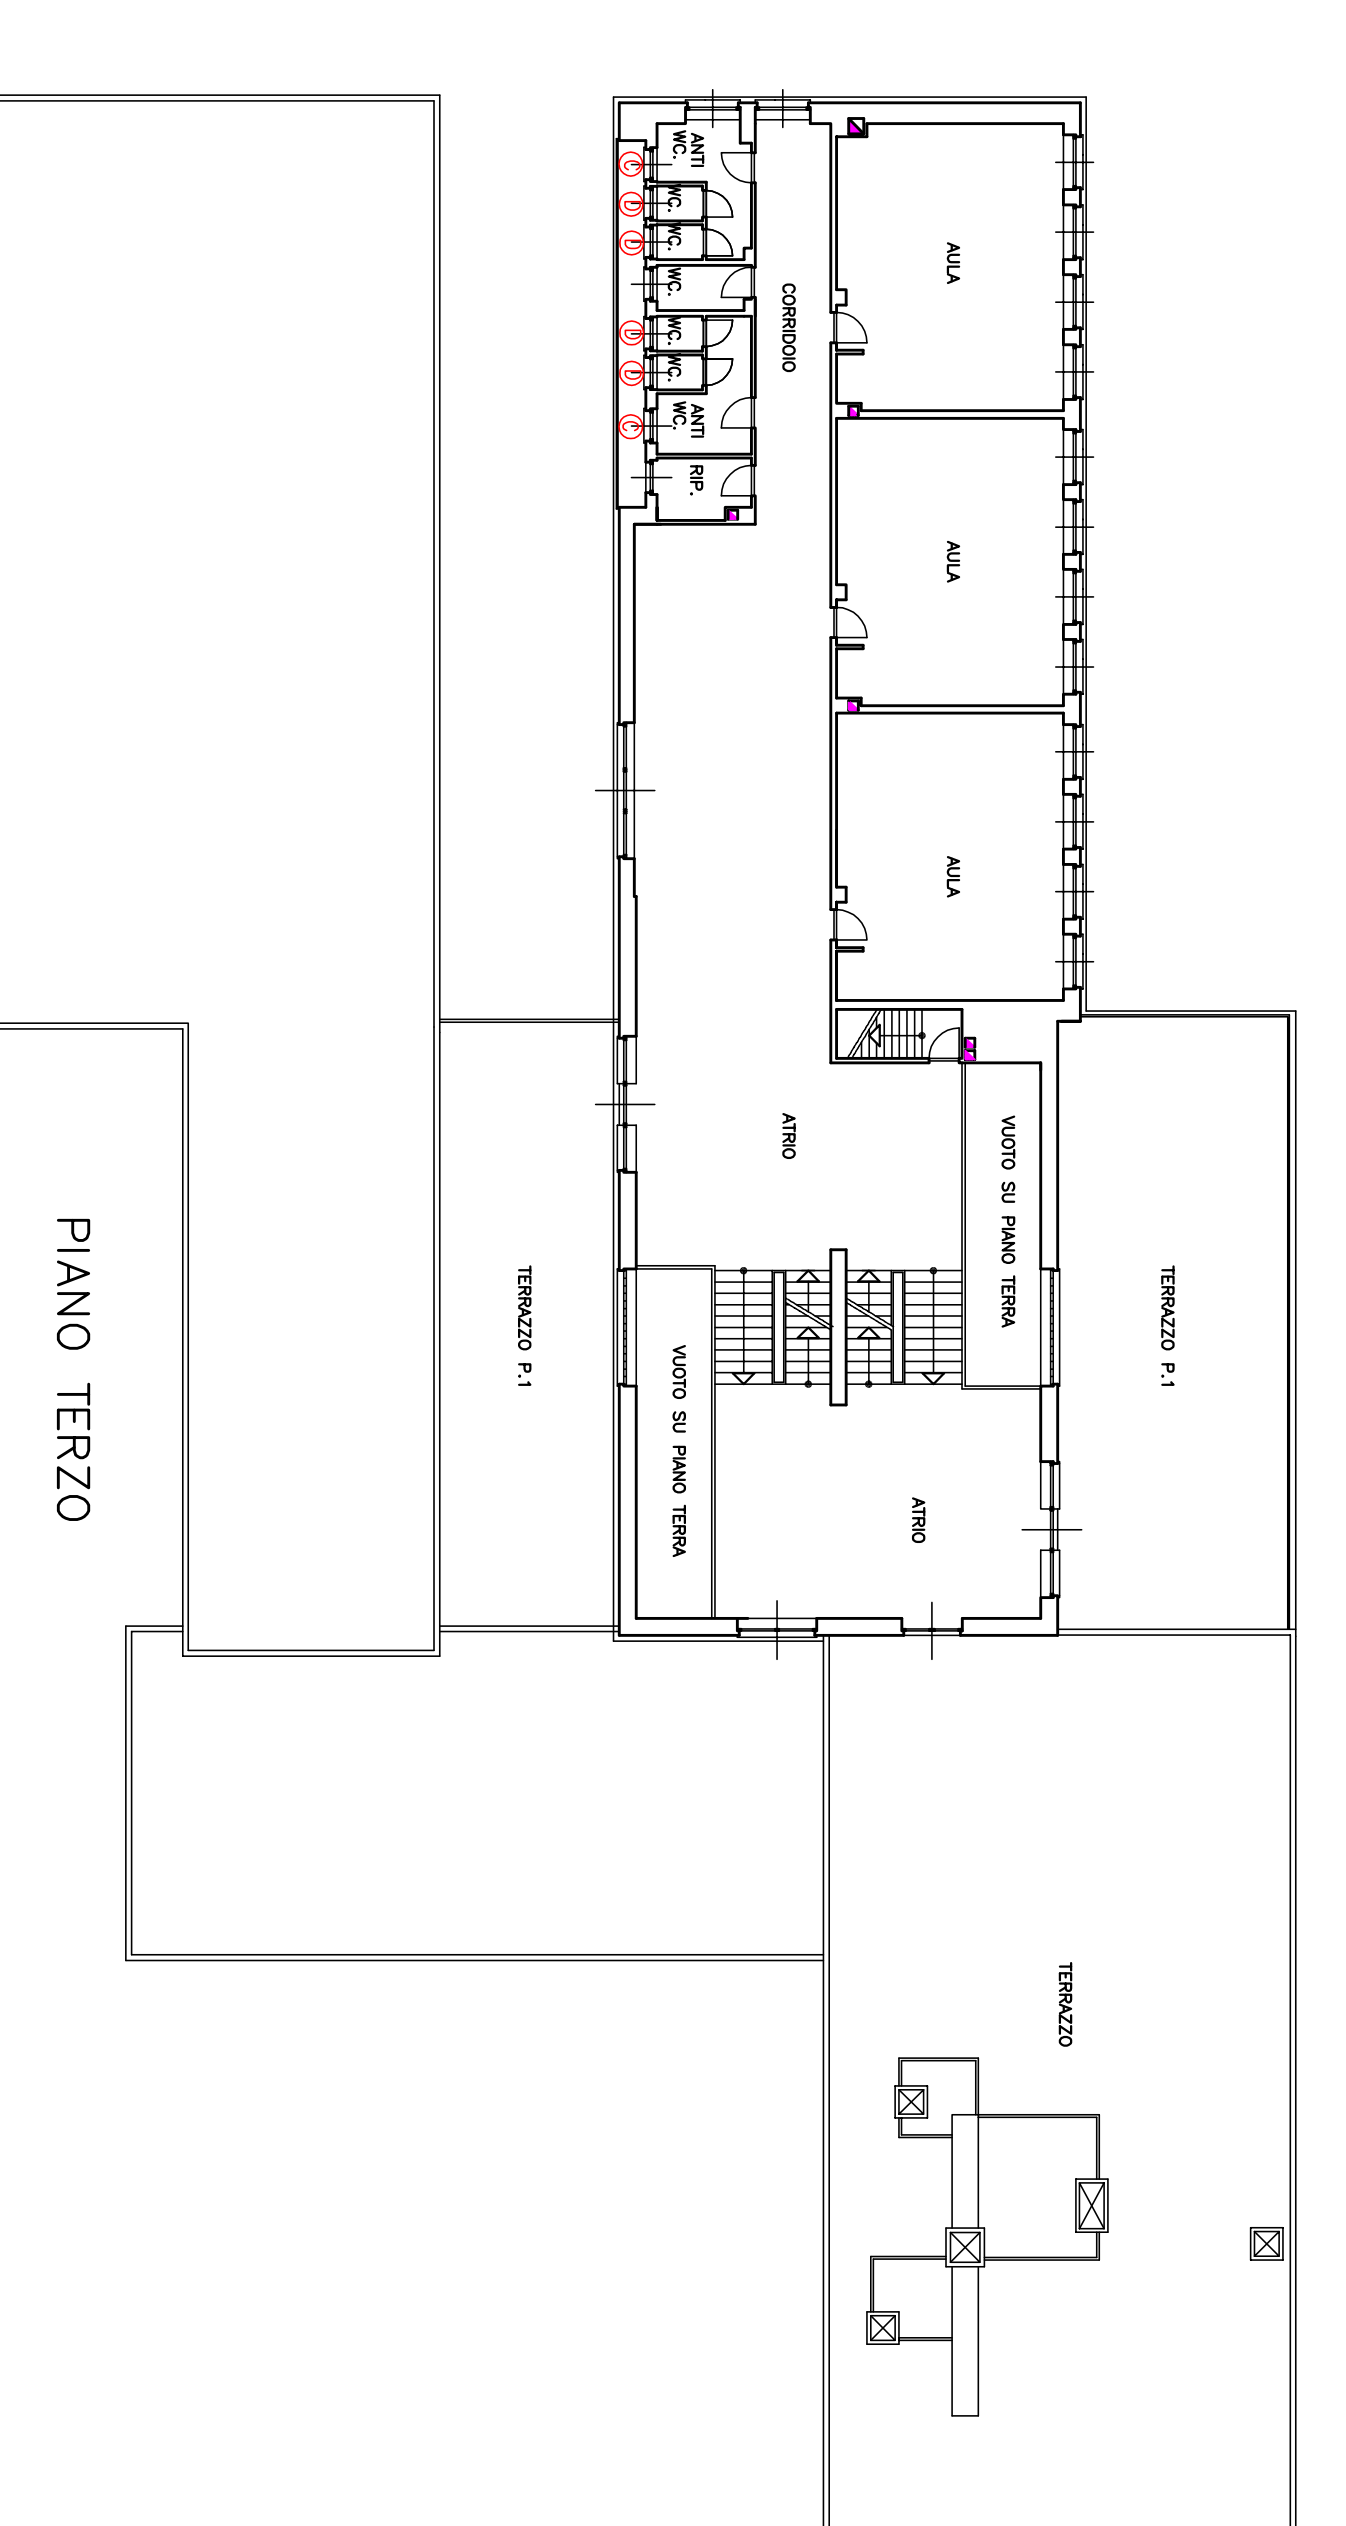 ANTI
WC.
WC.
WC.
WC.
WC.
WC.
ANTI
WC.
RIP.
C
D
D
D
D
C
CORRIDOIO
AULA
AULA
AULA
ATRIO
VUOTO SU PIANO TERRA
TERRAZZO P.1
TERRAZZO P.1
VUOTO SU PIANO TERRA
ATRIO
TERRAZZO
PIANO TERZO